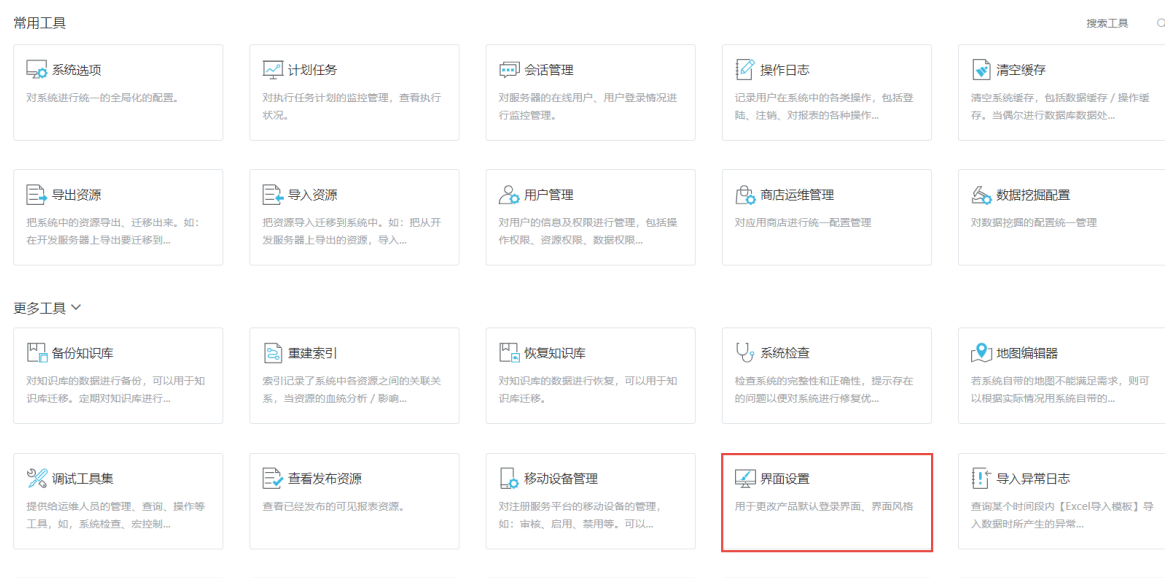 常用工具
搜索工具
系统选项
对系统进行统一的全局化的配置。
计划任务
对执行任务计划的监控管理，查看执行
状况。
会话管理
对服务器的在线用户、用户登录情况进
行监控管理。
操作日志
记录用户在系统中的各类操作，包括登
陆、注销、对报表的各种操作...
清空缓存
清空系统缓存，包括数据缓存 / 操作缓
存。当偶尔进行数据库数据处...
导出资源
把系统中的资源导出、迁移出来。如：
在开发服务器上导出要迁移到...
导入资源
把资源导入迁移到系统中。如：把从开
发服务器上导出的资源，导入...
用户管理
对用户的信息及权限进行管理，包括操
作权限、资源权限、数据权限...
商店运维管理
对应用商店进行统一配置管理
数据挖掘配置
对数据挖掘的配置统一管理
更多工具
备份知识库
对知识库的数据进行备份，可以用于知
识库迁移。定期对知识库进行...
重建索引
索引记录了系统中各资源之间的关联关
系，当资源的血统分析 / 影响...
恢复知识库
对知识库的数据进行恢复，可以用于知
识库迁移。
系统检查
检查系统的完整性和正确性，提示存在
的问题以便对系统进行修复优...
地图编辑器
若系统自带的地图不能满足需求，则可
以根据实际情况用系统自带的...
调试工具集
提供给运维人员的管理、查询、操作等
工具，如，系统检查、宏控制...
查看发布资源
查看已经发布的可见报表资源。
移动设备管理
对注册服务平台的移动设备的管理，
如：审核、启用、禁用等。可以...
界面设置
用于更改产品默认登录界面、界面风格
导入异常日志
查询某个时间段内【Excel导入模板】导
入数据时所产生的异常...